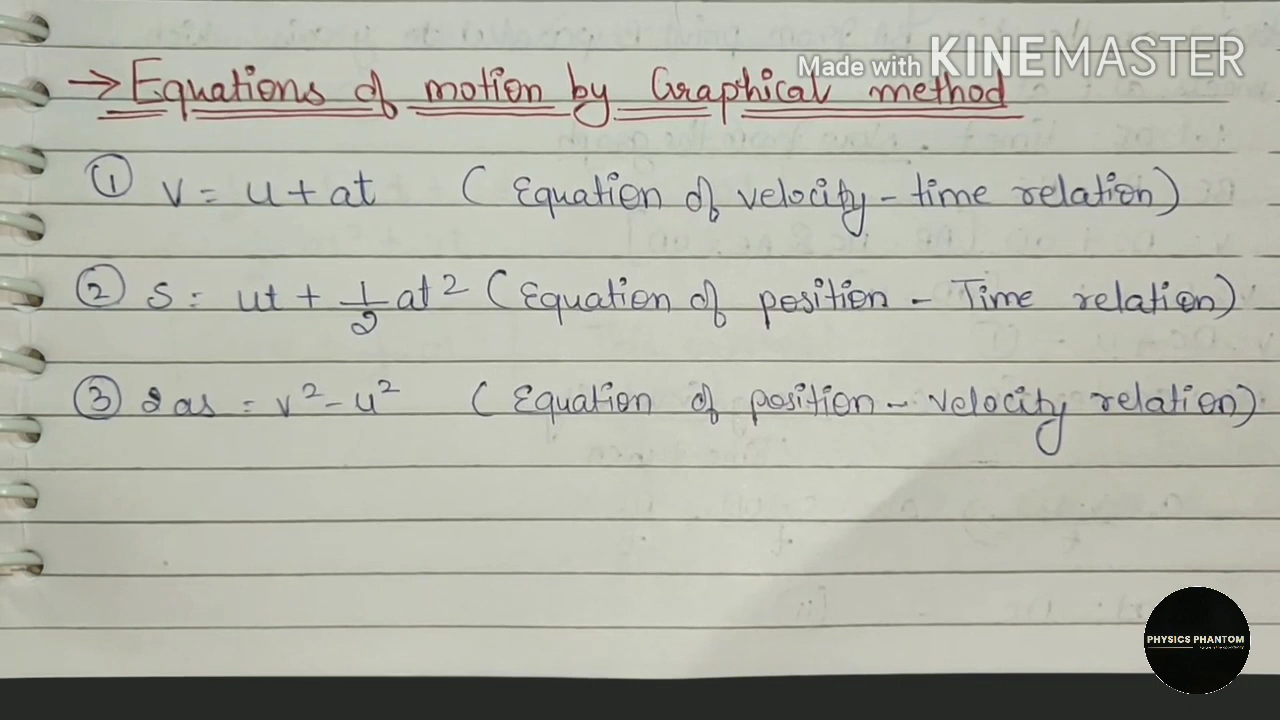 Made with KINEMASTER
→ Equations of motion by Graphical method
① v = u + at ( Equation of velocity - time relation)
② s = ut + 1/2 at² (Equation of position - Time relation)
③ 2as = v² - u² ( Equation of position - velocity relation)
PHYSICS PHANTOM